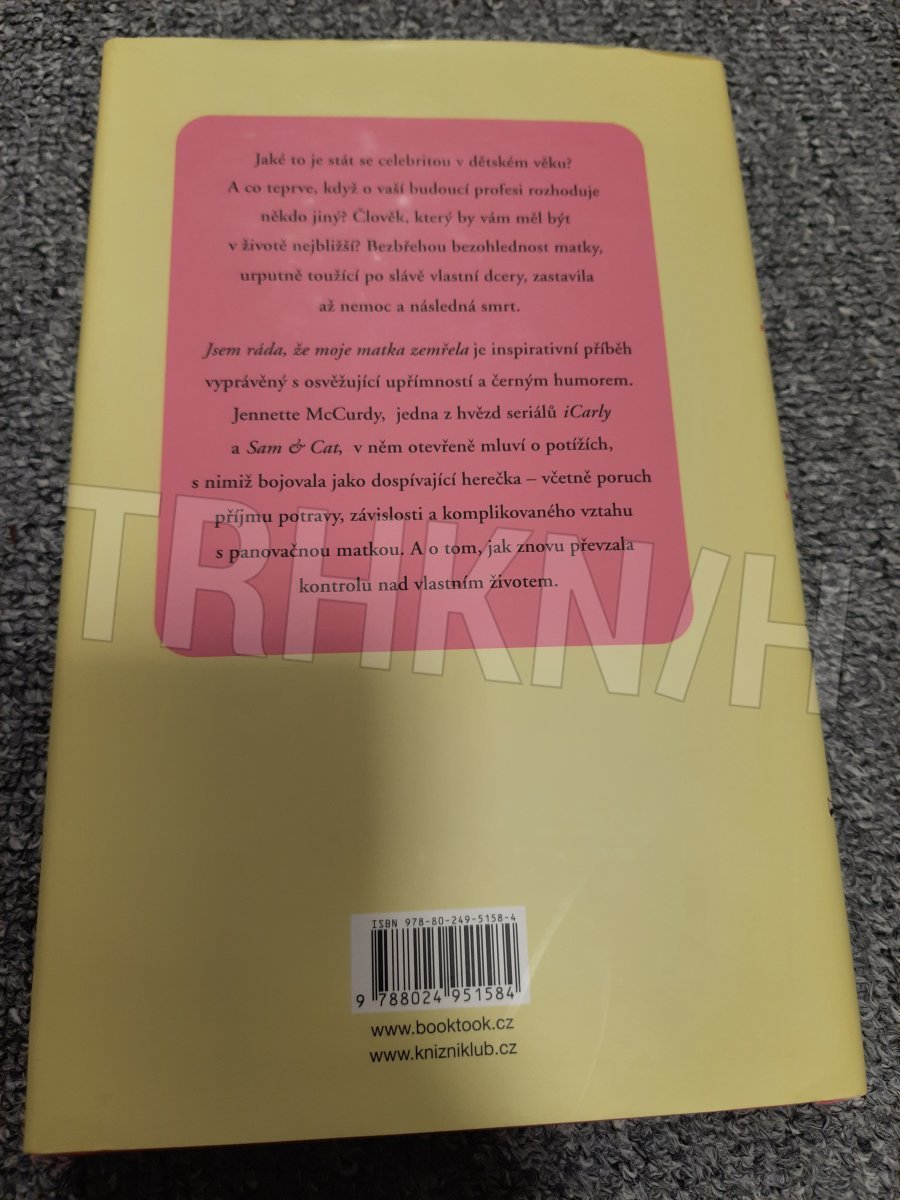 Jaké to je stát se celebritou v dětském věku?
A co teprve, když o vaší budoucí profesi rozhoduje
někdo jiný? Člověk, který by vám měl být
v životě nejbližší? Bezbřehou bezohlednost matky,
urputně toužící po slávě vlastní dcery, zastavila
až nemoc a následná smrt.
Jsem ráda, že moje matka zemřela je inspirativní příběh
vyprávěný s osvěžující upřímností a černým humorem.
Jennette McCurdy, jedna z hvězd seriálů iCarly
a Sam & Cat, v něm otevřeně mluví o potížích,
s nimiž bojovala jako dospívající herečka – včetně poruch
příjmu potravy, závislosti a komplikovaného vztahu
s panovačnou matkou. A o tom, jak znovu převzala
kontrolu nad vlastním životem.
TRHKNIH
ISBN 978-80-249-5158-4
9 788024 951584
www.booktook.cz
www.knizniklub.cz